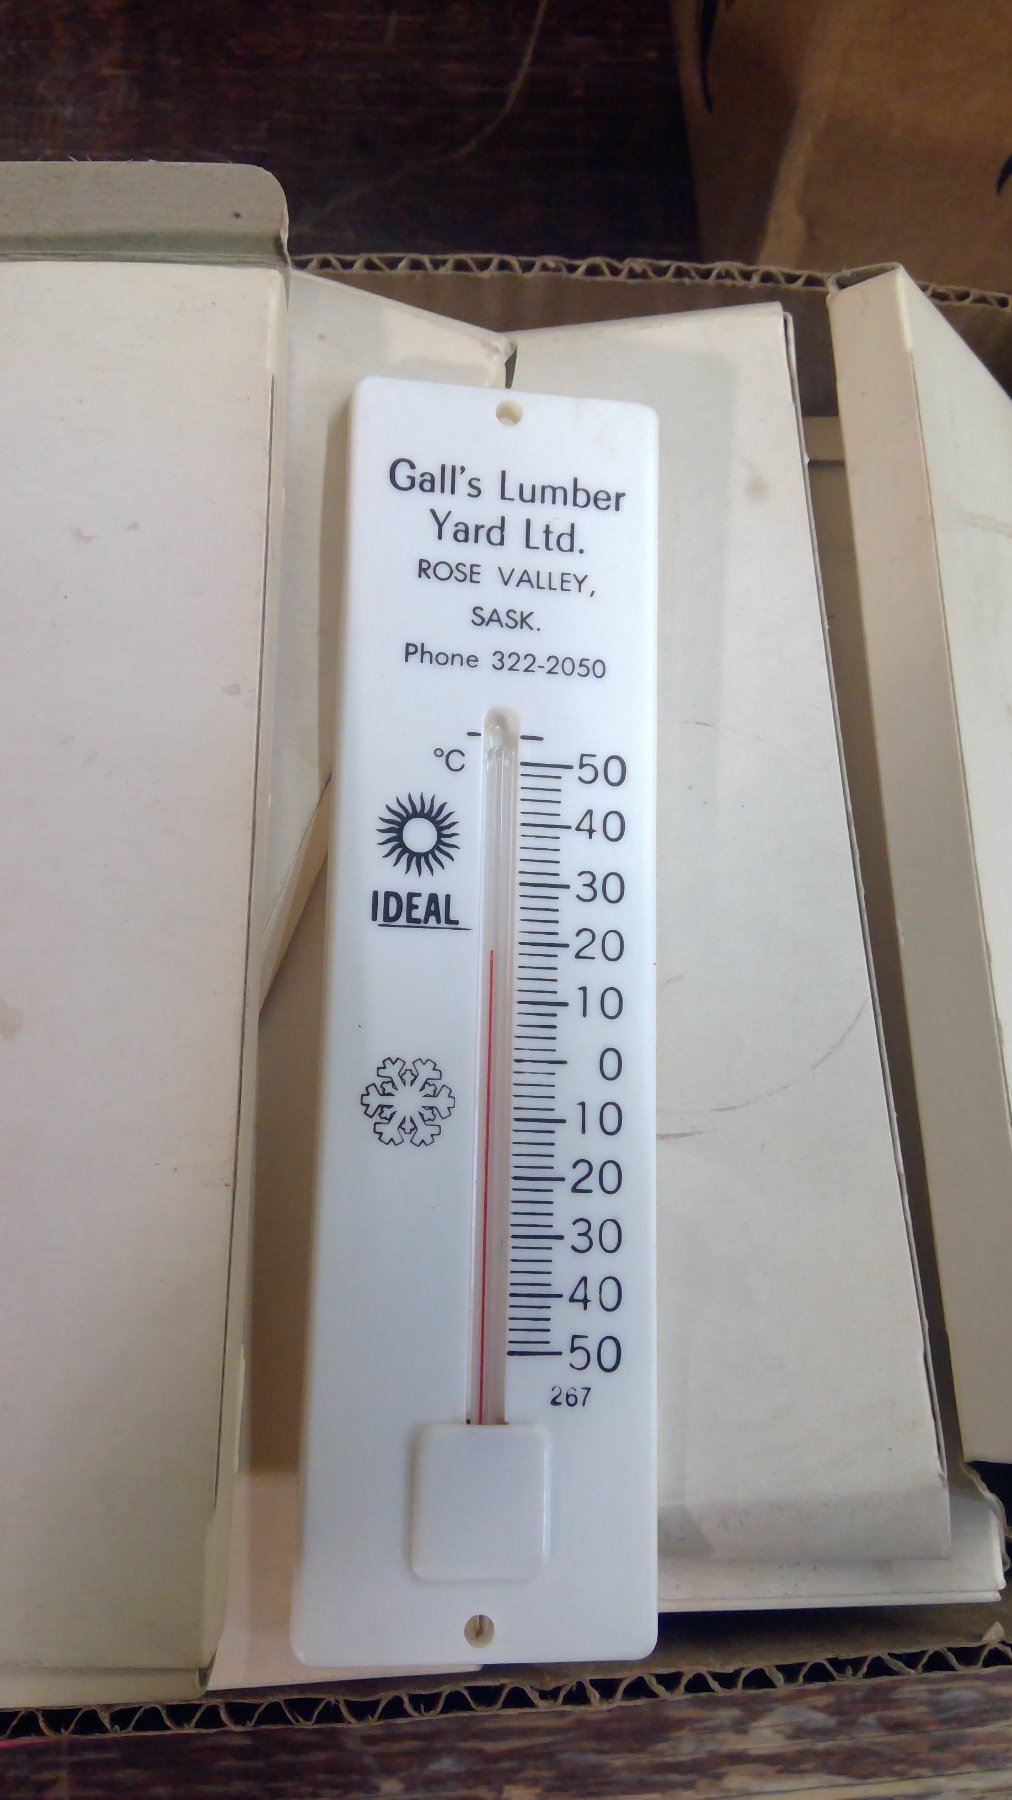 Gall's Lumber
Yard Ltd.
ROSE VALLEY,
SASK.
Phone 322-2050
°C
50
40
IDEAL
30
20
10
0
10
20
30
40
50
267